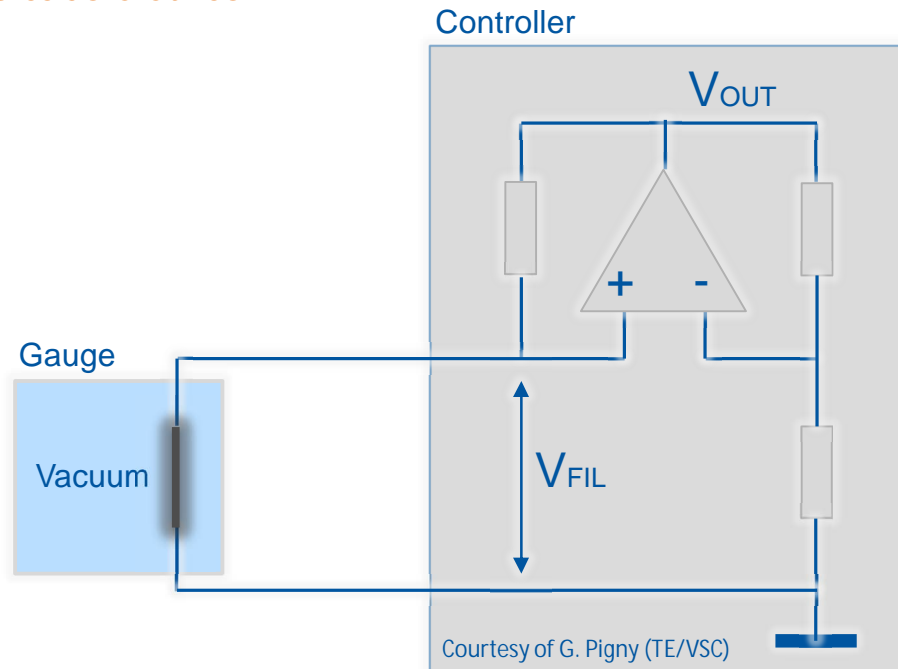 Controller
VOUT
+ -
Gauge
Vacuum
VFIL
Courtesy of G. Pigny (TE/VSC)